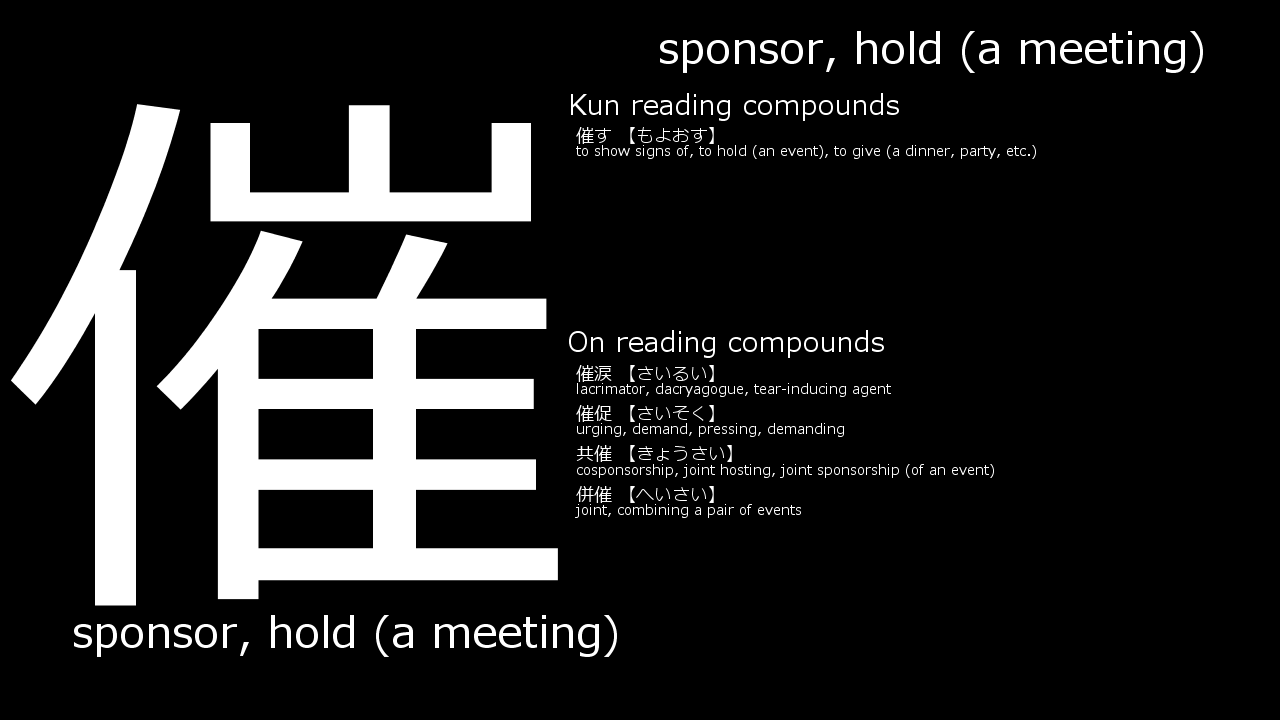 sponsor, hold (a meeting)
催
Kun reading compounds
催す 【もよおす】
to show signs of, to hold (an event), to give (a dinner, party, etc.)
On reading compounds
催涙 【さいるい】
lacrimator, dacryagogue, tear-inducing agent
催促 【さいそく】
urging, demand, pressing, demanding
共催 【きょうさい】
cosponsorship, joint hosting, joint sponsorship (of an event)
併催 【へいさい】
joint, combining a pair of events
sponsor, hold (a meeting)